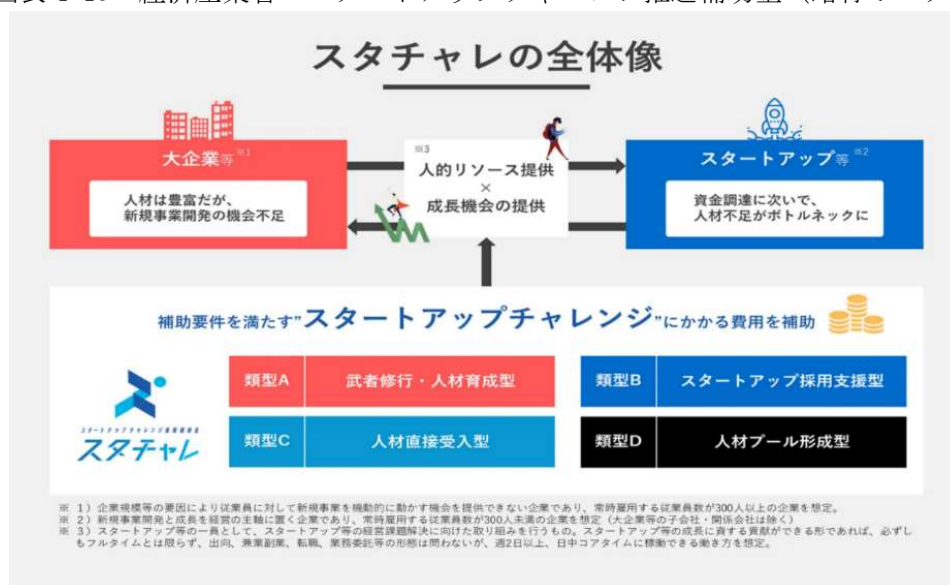 スタチャレの全体像
大企業等※1
人材は豊富だが、
新規事業開発の機会不足
※3
人的リソース提供
×
成長機会の提供
スタートアップ等※2
資金調達に次いで、
人材不足がボトルネックに
補助要件を満たす"スタートアップチャレンジ"にかかる費用を補助
類型A 武者修行・人材育成型
類型B スタートアップ採用支援型
スタチャレ
類型C 人材直接受入型
類型D 人材プール形成型
※ 1）企業規模等の要因により従業員に対して新規事業を機動的に動かす機会を提供できない企業であり、常時雇用する従業員数が300人以上の企業を想定。
※ 2）新規事業開発と成長を経営の主軸に置く企業であり、常時雇用する従業員数が300人未満の企業を想定（大企業等の子会社・関係会社は除く）
※ 3）スタートアップ等の一員として、スタートアップ等の経営課題解決に向けた取り組みを行うもの。スタートアップ等の成長に資する貢献ができる形であれば、必ずし
もフルタイムとは限らず、出向、兼業副業、転職、業務委託等の形態は問わないが、週2日以上、日中コアタイムに稼働できる働き方を想定。